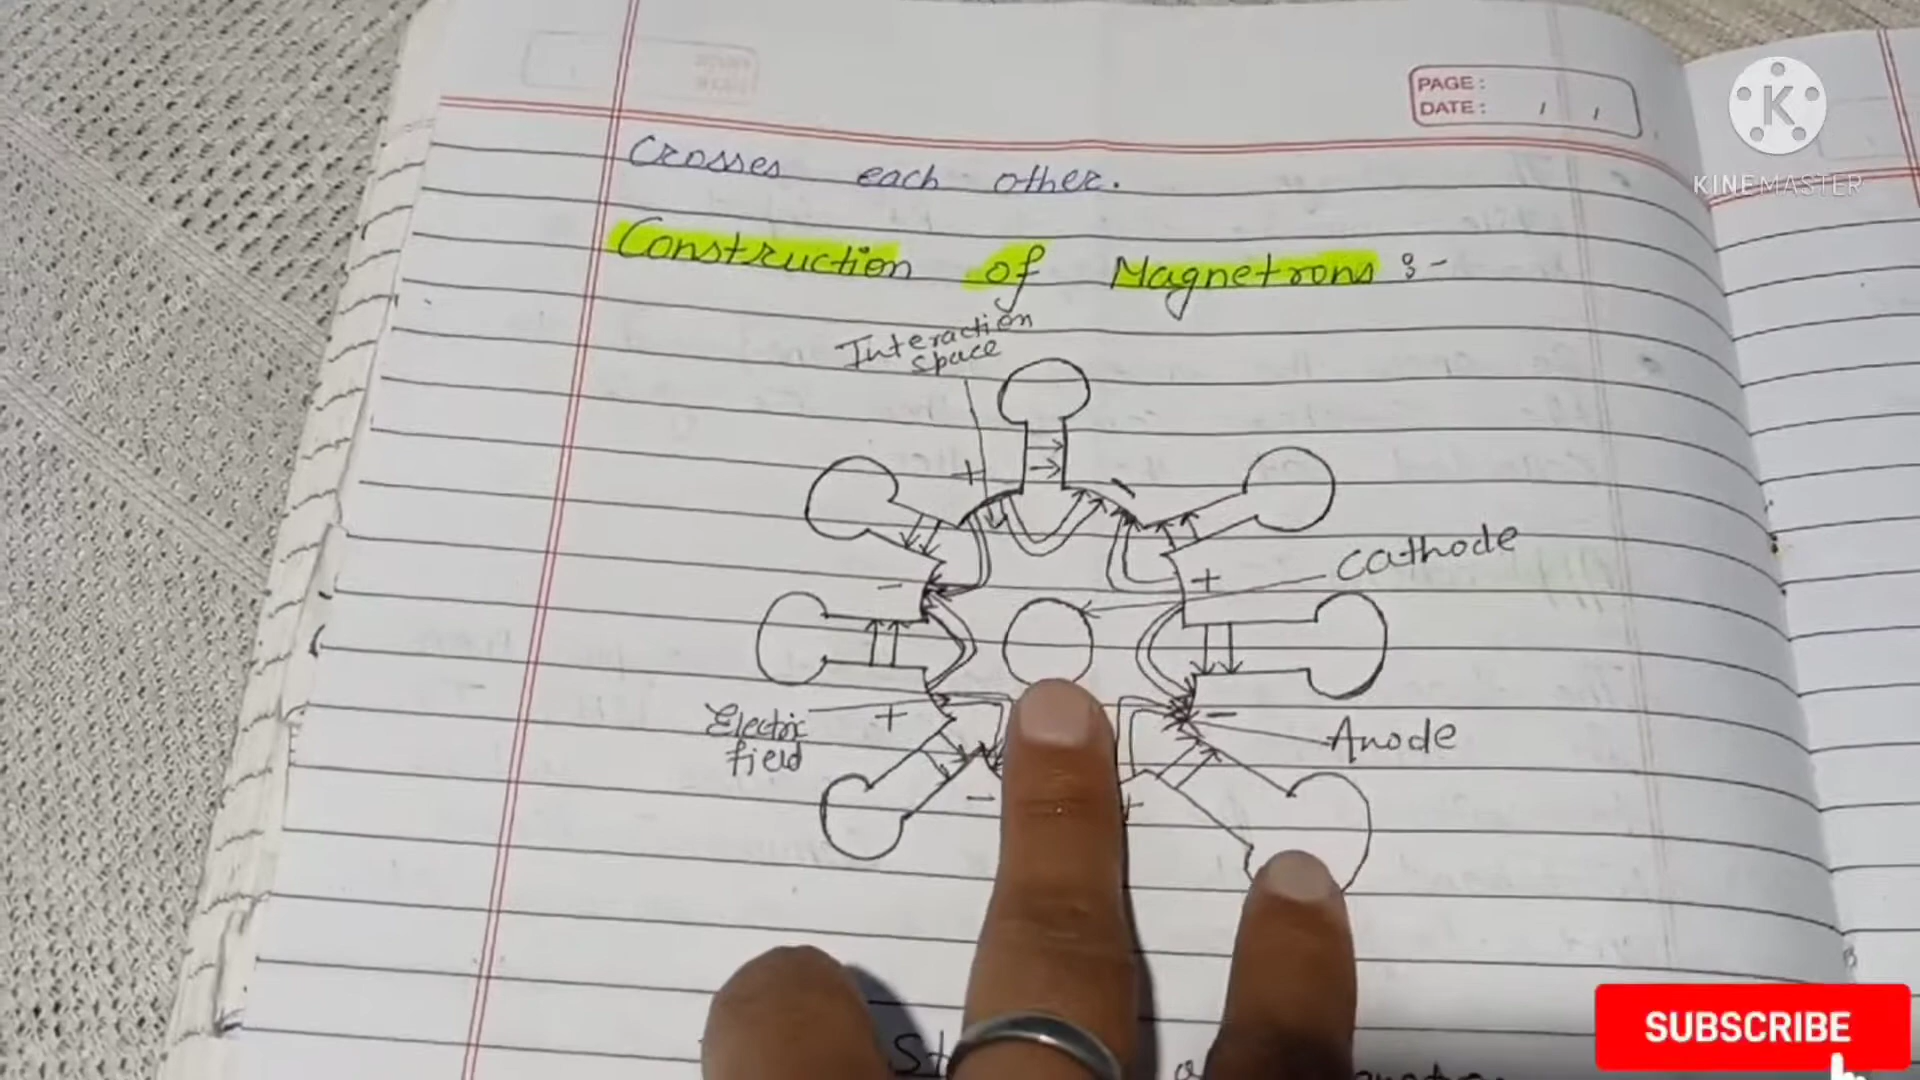 PAGE :
DATE : / /
K
KINEMASTER
Crosses each other.
Construction of Magnetrons :-
Interaction
space
+
-
Cathode
-
+
Electric
field
+
-
Anode
-
+
SUBSCRIBE